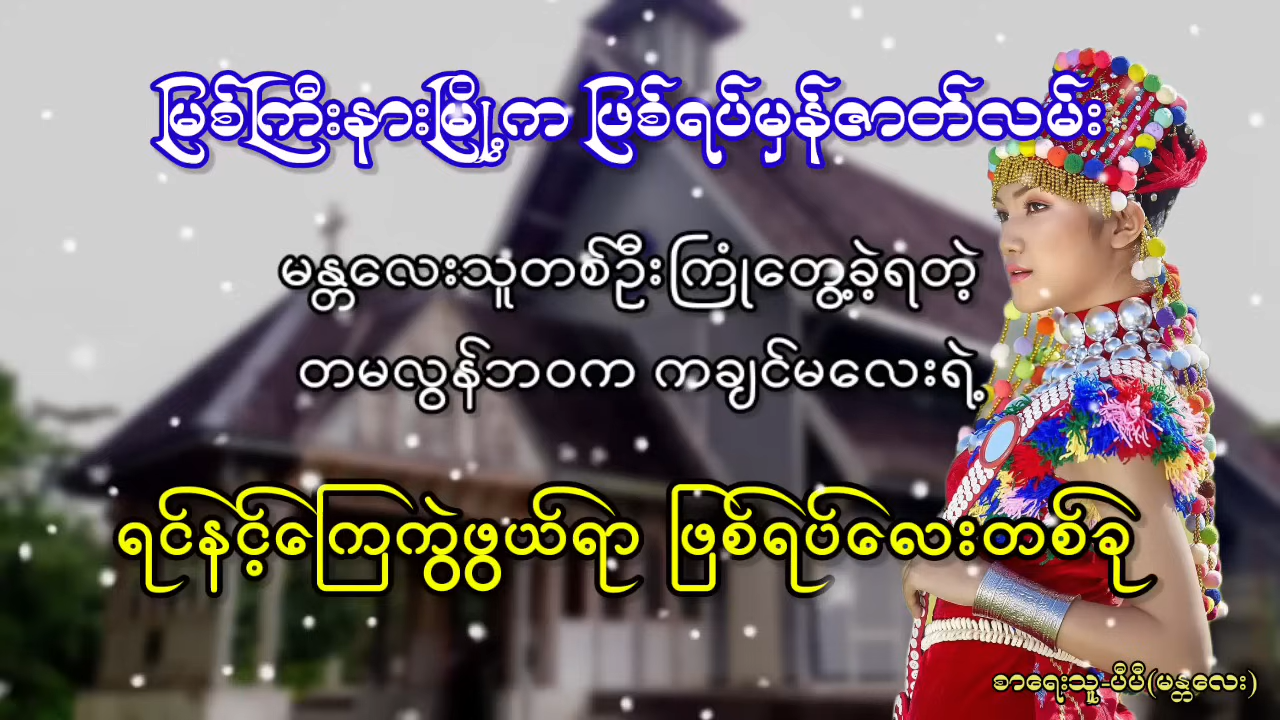 မြစ်ကြီးနားမြို့က ဖြစ်ရပ်မှန်ဇာတ်လမ်း
မန္တလေးသူတစ်ဦးကြုံတွေ့ခဲ့ရတဲ့
တမလွန်ဘဝက ကချင်မလေးရဲ့
ရင်နင့်ကြေကွဲဖွယ်ရာ ဖြစ်ရပ်လေးတစ်ခု
စာရေးသူ-ပီပီ(မန္တလေး)